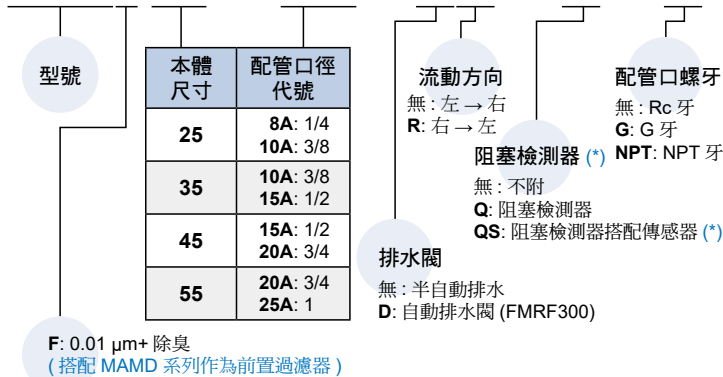 型號
本體
尺寸
配管口徑
代號
25
8A: 1/4
10A: 3/8
35
10A: 3/8
15A: 1/2
45
15A: 1/2
20A: 3/4
55
20A: 3/4
25A: 1
流動方向
無 : 左 → 右
R: 右 → 左
配管口螺牙
無 : Rc 牙
G: G 牙
NPT: NPT 牙
阻塞檢測器 (*)
無 : 不附
Q: 阻塞檢測器
QS: 阻塞檢測器搭配傳感器 (*)
排水閥
無 : 半自動排水
D: 自動排水閥 (FMRF300)
F: 0.01 µm+ 除臭
( 搭配 MAMD 系列作為前置過濾器 )